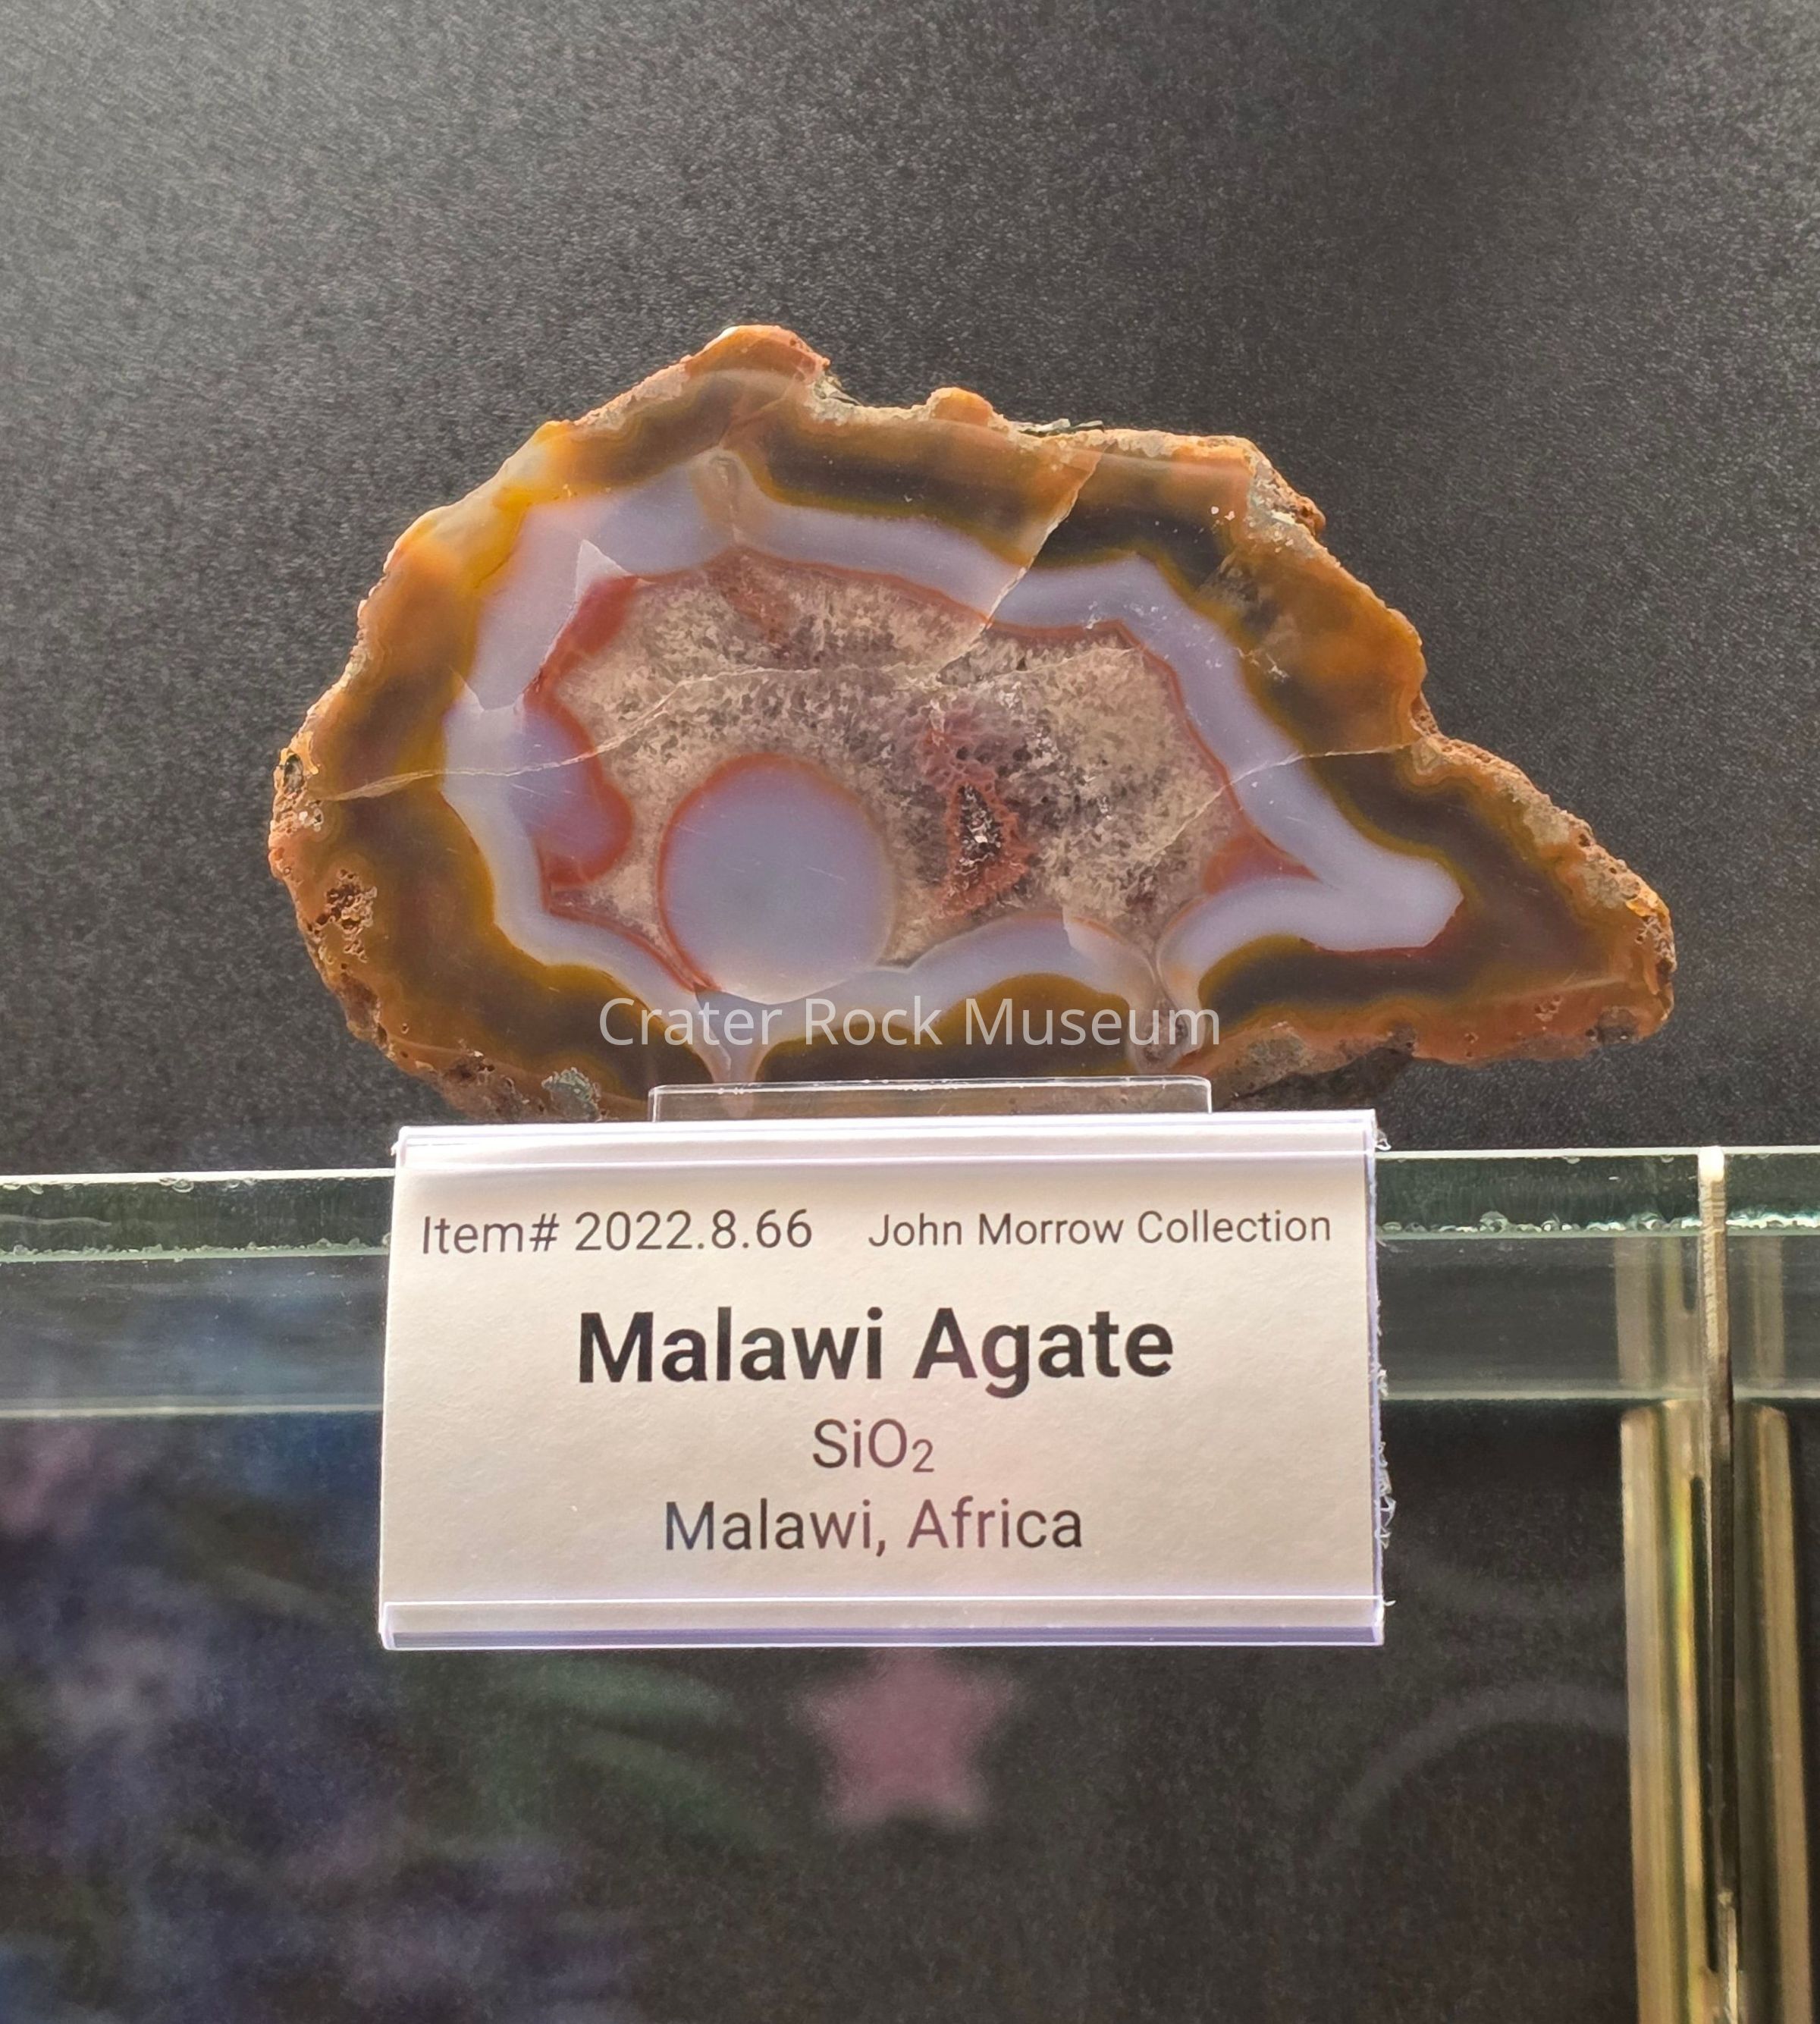 Crater Rock Museum
Item# 2022.8.66 John Morrow Collection
Malawi Agate
SiO₂
Malawi, Africa